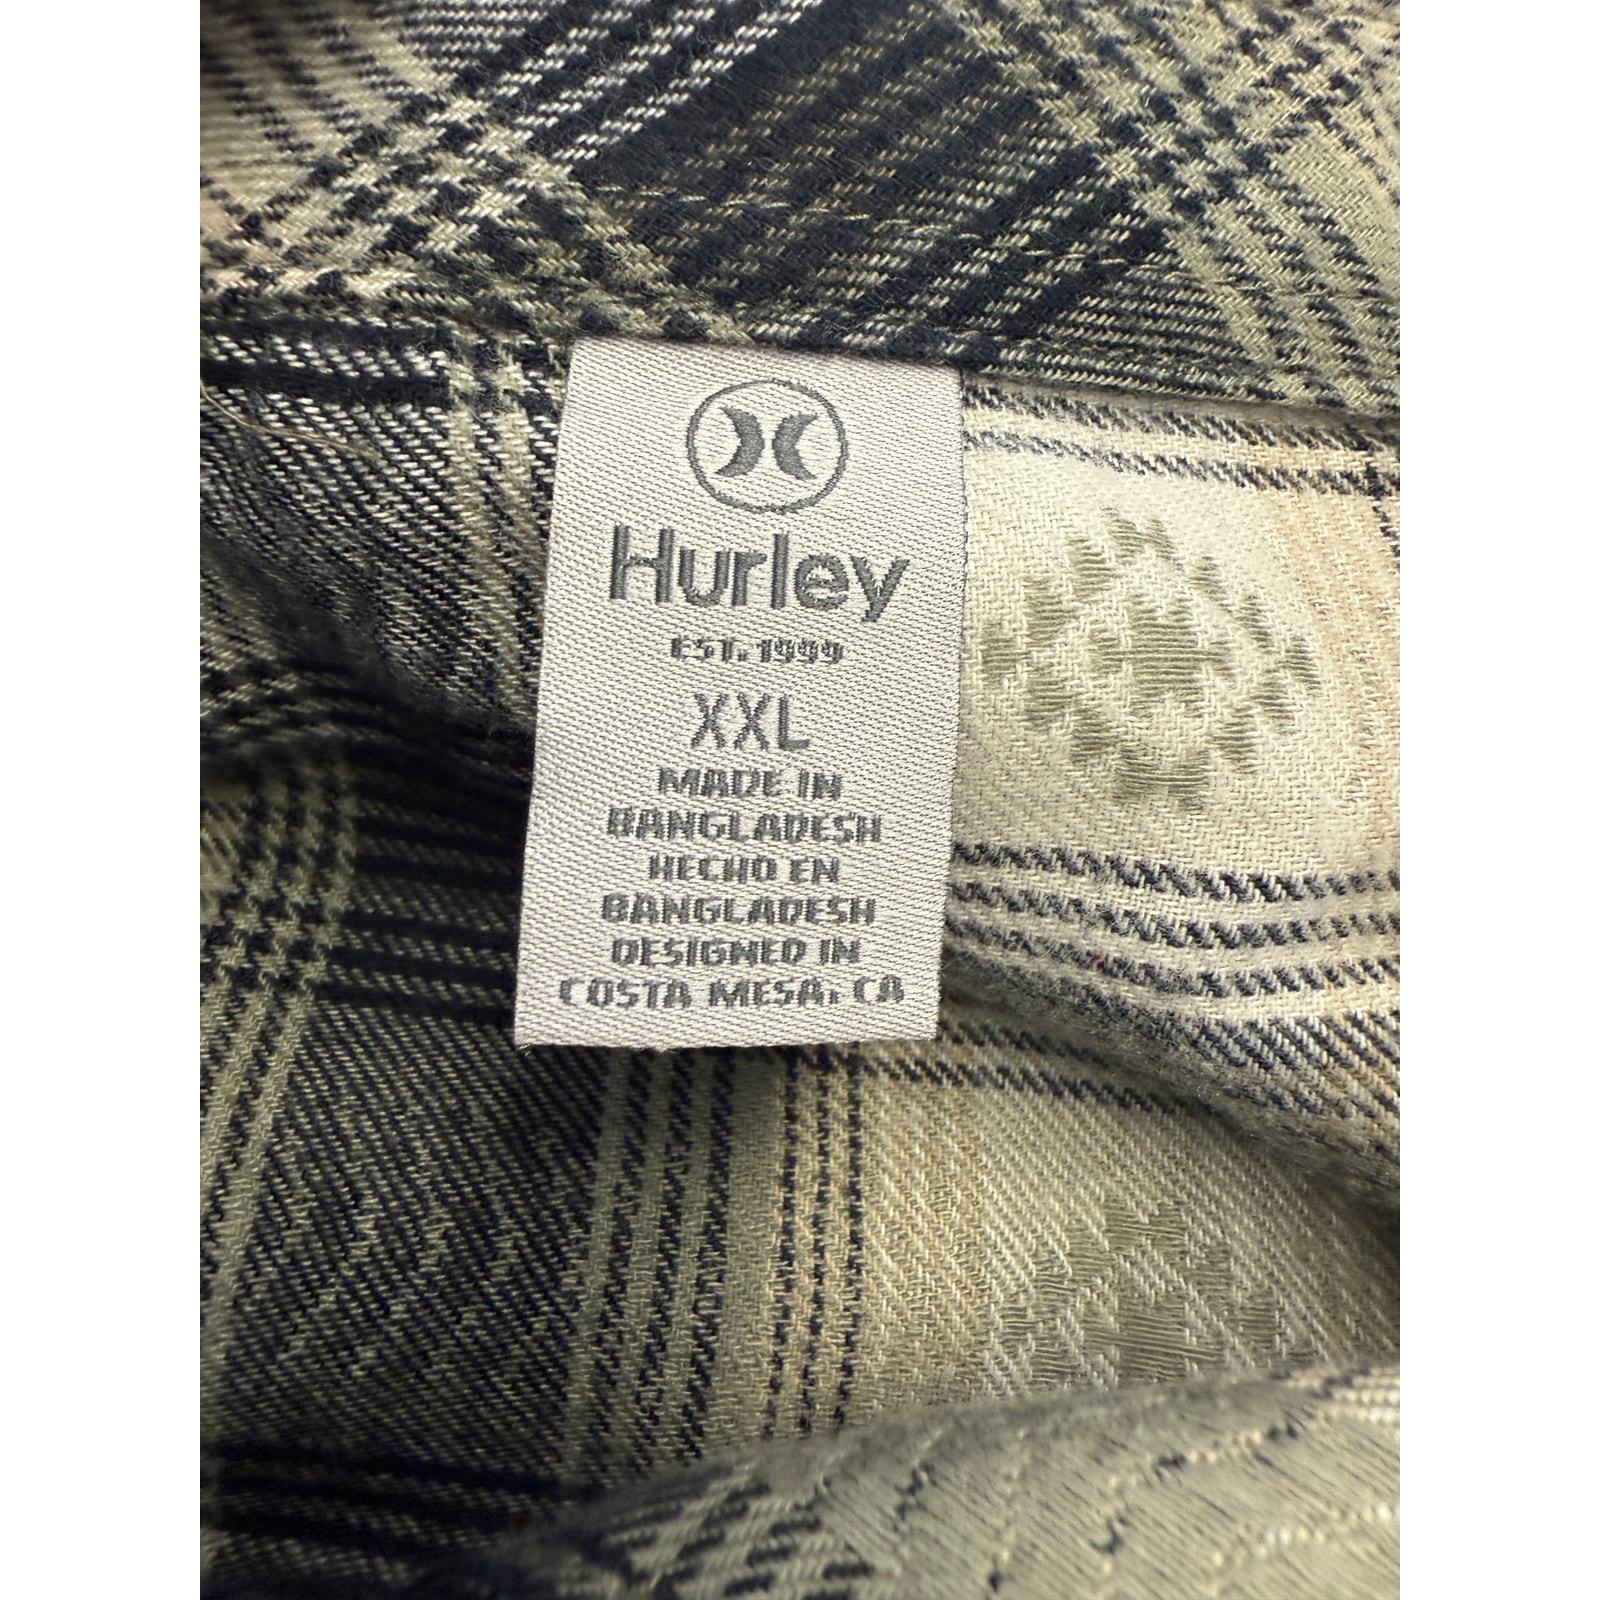 Hurley
EST. 1999
XXL
MADE IN
BANGLADESH
HECHO EN
BANGLADESH
DESIGNED IN
COSTA MESA, CA